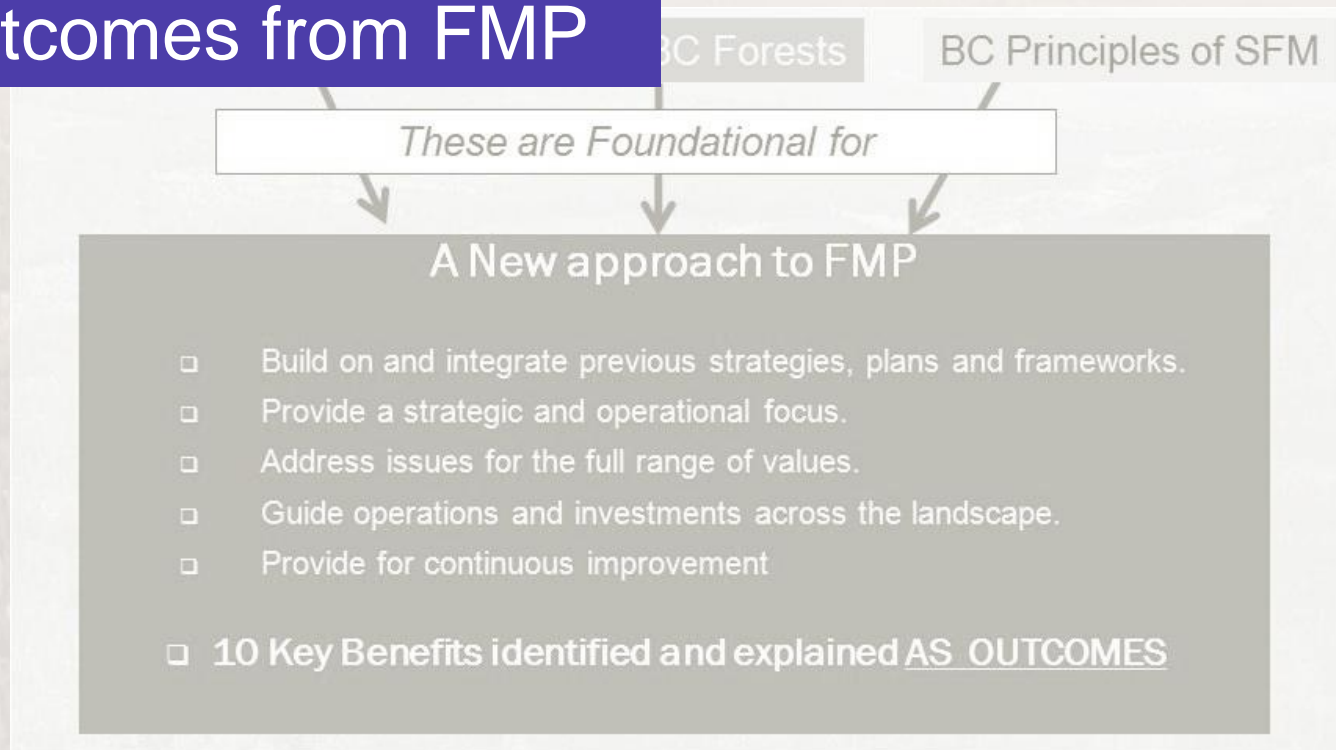 tcomes from FMP
BC Forests
BC Principles of SFM
These are Foundational for
A New approach to FMP
❑ Build on and integrate previous strategies, plans and frameworks.
❑ Provide a strategic and operational focus.
❑ Address issues for the full range of values.
❑ Guide operations and investments across the landscape.
❑ Provide for continuous improvement
❑ 10 Key Benefits identified and explained AS OUTCOMES